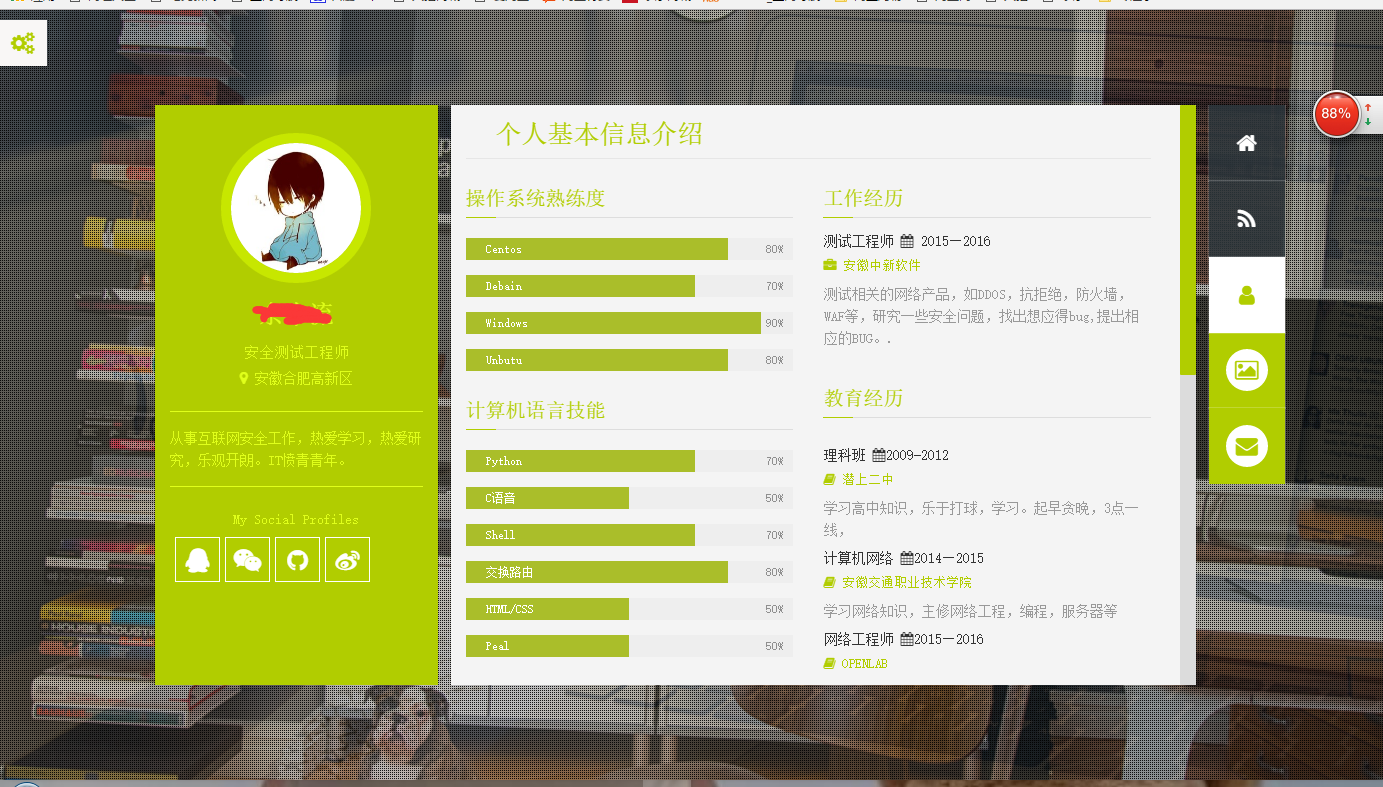 88%
安全测试工程师
安徽合肥高新区
从事互联网安全工作，热爱学习，热爱研
究，乐观开朗。IT愤青青年。
My Social Profiles
个人基本信息介绍
操作系统熟练度
Centos 80%
Debain 70%
Windows 90%
Unbutu 80%
计算机语言技能
Python 70%
C语音 50%
Shell 70%
交换路由 80%
HTML/CSS 50%
Peal 50%
工作经历
测试工程师 2015—2016
安徽中新软件
测试相关的网络产品，如DDOS，抗拒绝，防火墙，
WAF等，研究一些安全问题，找出想应得bug,提出相
应的BUG。.
教育经历
理科班 2009-2012
潜上二中
学习高中知识，乐于打球，学习。起早贪晚，3点一
线，
计算机网络 2014—2015
安徽交通职业技术学院
学习网络知识，主修网络工程，编程，服务器等
网络工程师 2015—2016
OPENLAB
HOUSE INDUSTR